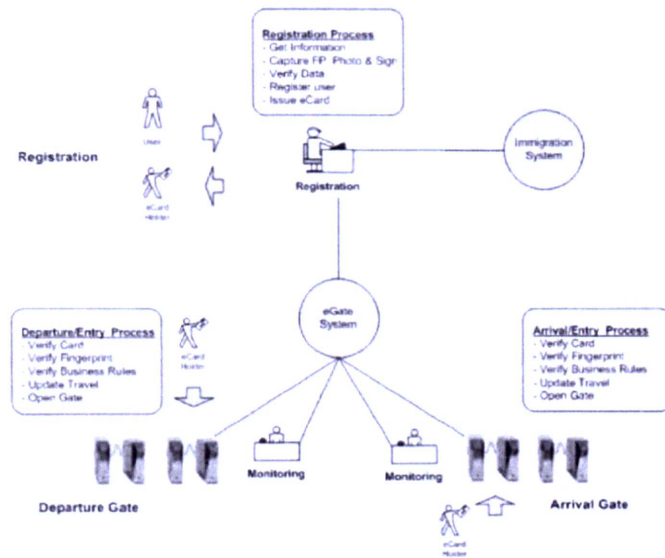 Registration Process
- Get Information
- Capture FP Photo & Sign
- Verify Data
- Register user
- Issue eCard
User
Registration
eCard
Holder
Registration
Immigration
System
eGate
System
Departure/Entry Process
- Verify Card
- Verify Fingerprint
- Verify Business Rules
- Update Travel
- Open Gate
eCard
Holder
Arrival/Entry Process
- Verify Card
- Verify Fingerprint
- Verify Business Rules
- Update Travel
- Open Gate
Monitoring
Monitoring
Departure Gate
Arrival Gate
eCard
Holder